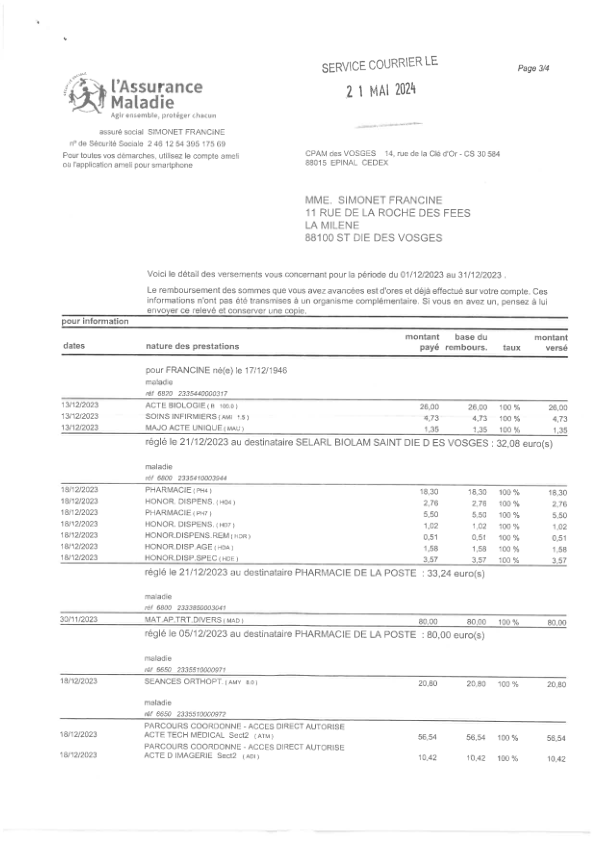 SERVICE COURRIER LE
21 MAI 2024
Page 3/4
l'Assurance
Maladie
Agir ensemble, protéger chacun
assuré social SIMONET FRANCINE
n° de Sécurité Sociale 2 46 12 54 395 175 69
Pour toutes vos démarches, utilisez le compte ameli
ou l'application ameli pour smartphone
CPAM des VOSGES 14, rue de la Clé d'Or - CS 30 584
88015 EPINAL CEDEX
MME. SIMONET FRANCINE
11 RUE DE LA ROCHE DES FEES
LA MILENE
88100 ST DIE DES VOSGES
Voici le détail des versements vous concernant pour la période du 01/12/2023 au 31/12/2023 .
Le remboursement des sommes que vous avez avancées est d'ores et déjà effectué sur votre compte. Ces
informations n'ont pas été transmises à un organisme complémentaire. Si vous en avez un, pensez à lui
envoyer ce relevé et conserver une copie.
pour information
dates nature des prestations montant payé base du rembours. taux montant versé
pour FRANCINE né(e) le 17/12/1946
maladie
réf 6820 2335440000317
13/12/2023 ACTE BIOLOGIE ( B 100.0 ) 26,00 26,00 100 % 26,00
13/12/2023 SOINS INFIRMIERS ( AMI 1.5 ) 4,73 4,73 100 % 4,73
13/12/2023 MAJO ACTE UNIQUE ( MAU ) 1,35 1,35 100 % 1,35
réglé le 21/12/2023 au destinataire SELARL BIOLAM SAINT DIE D ES VOSGES : 32,08 euro(s)
maladie
réf 6800 2335410003944
18/12/2023 PHARMACIE ( PH4 ) 18,30 18,30 100 % 18,30
18/12/2023 HONOR. DISPENS. ( HD4 ) 2,76 2,76 100 % 2,76
18/12/2023 PHARMACIE ( PH7 ) 5,50 5,50 100 % 5,50
18/12/2023 HONOR. DISPENS. ( HD7 ) 1,02 1,02 100 % 1,02
18/12/2023 HONOR.DISPENS.REM ( HDR ) 0,51 0,51 100 % 0,51
18/12/2023 HONOR.DISP.AGE ( HDA ) 1,58 1,58 100 % 1,58
18/12/2023 HONOR.DISP.SPEC ( HDE ) 3,57 3,57 100 % 3,57
réglé le 21/12/2023 au destinataire PHARMACIE DE LA POSTE : 33,24 euro(s)
maladie
réf 6800 2333850003041
30/11/2023 MAT.AP.TRT.DIVERS ( MAD ) 80,00 80,00 100 % 80,00
réglé le 05/12/2023 au destinataire PHARMACIE DE LA POSTE : 80,00 euro(s)
maladie
réf 6650 2335510000971
18/12/2023 SEANCES ORTHOPT. ( AMY 8.0 ) 20,80 20,80 100 % 20,80
maladie
réf 6650 2335510000972
PARCOURS COORDONNE - ACCES DIRECT AUTORISE
18/12/2023 ACTE TECH MEDICAL Sect2 ( ATM ) 56,54 56,54 100 % 56,54
PARCOURS COORDONNE - ACCES DIRECT AUTORISE
18/12/2023 ACTE D IMAGERIE Sect2 ( ADI ) 10,42 10,42 100 % 10,42